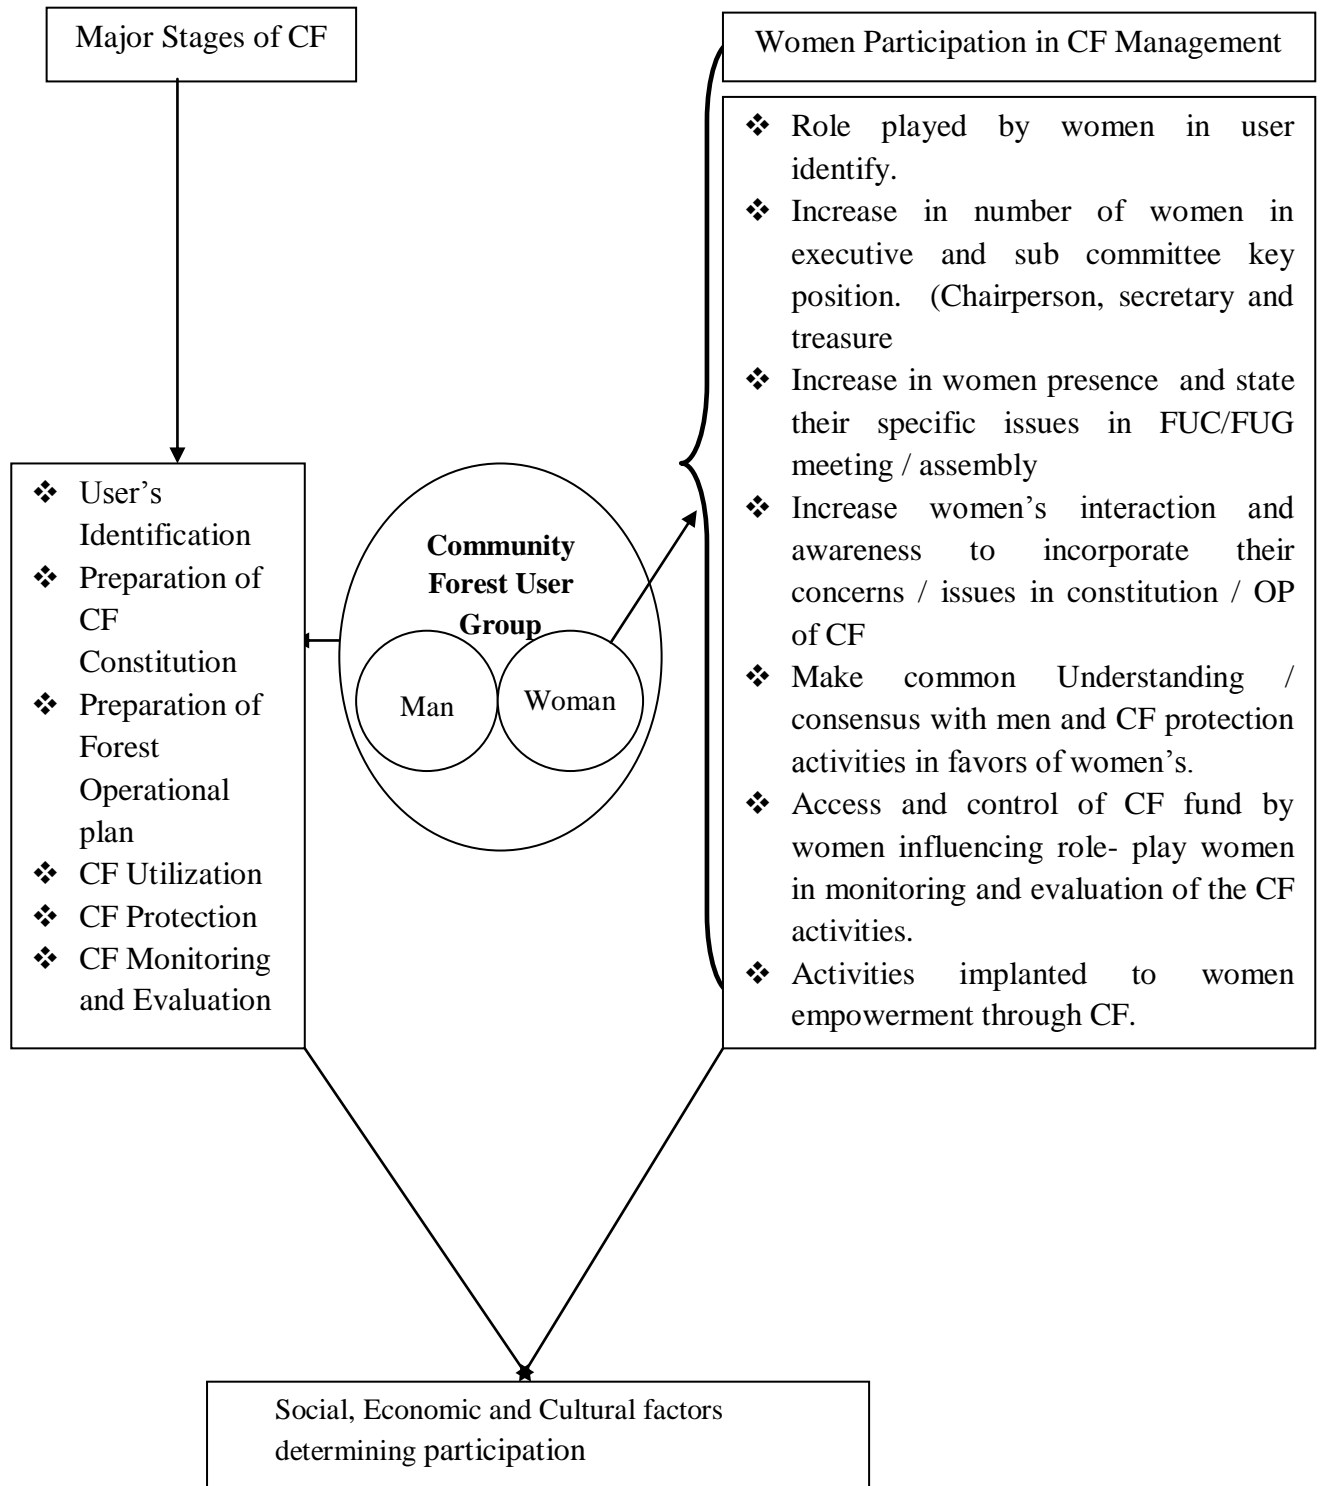 Major Stages of CF
Women Participation in CF Management
❖ Role played by women in user
identify.
❖ Increase in number of women in
executive and sub committee key
position. (Chairperson, secretary and
treasure
❖ Increase in women presence and state
their specific issues in FUC/FUG
meeting / assembly
❖ Increase women’s interaction and
awareness to incorporate their
concerns / issues in constitution / OP
of CF
❖ Make common Understanding /
consensus with men and CF protection
activities in favors of women’s.
❖ Access and control of CF fund by
women influencing role- play women
in monitoring and evaluation of the CF
activities.
❖ Activities implanted to women
empowerment through CF.
❖ User’s
Identification
❖ Preparation of
CF
Constitution
❖ Preparation of
Forest
Operational
plan
❖ CF Utilization
❖ CF Protection
❖ CF Monitoring
and Evaluation
Community
Forest User
Group
Man
Woman
Social, Economic and Cultural factors
determining participation